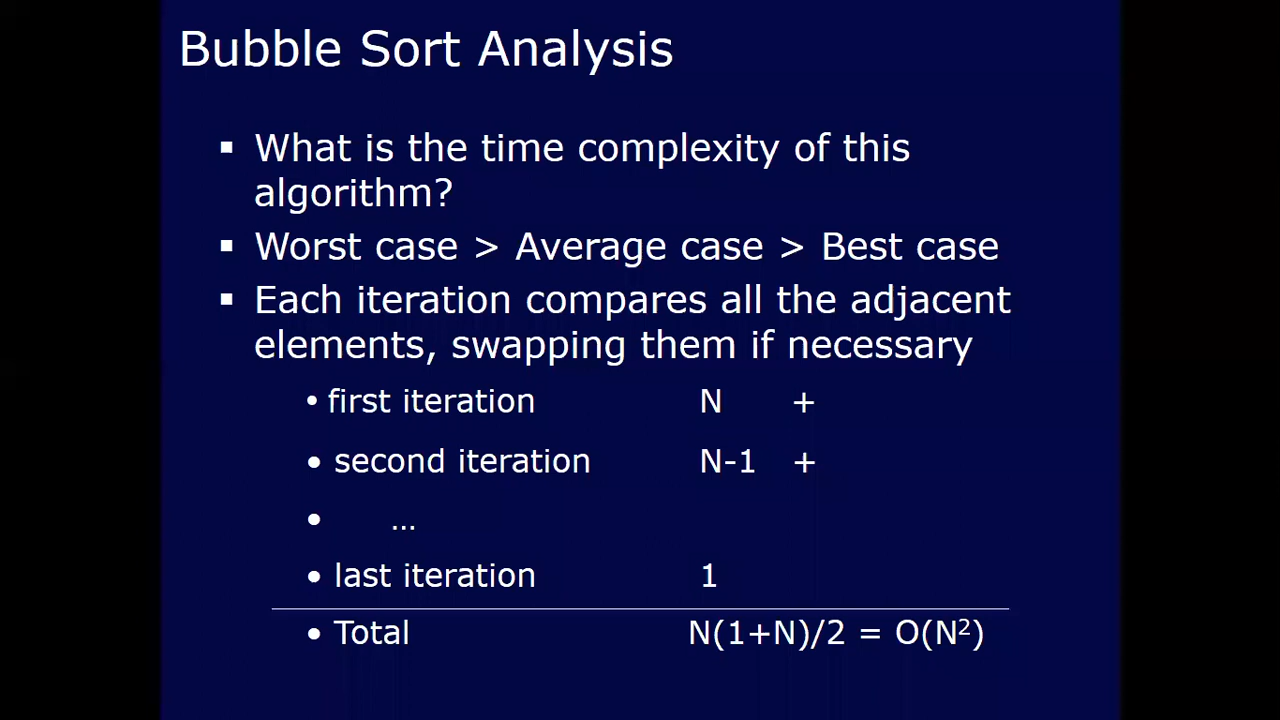 Bubble Sort Analysis
▪ What is the time complexity of this
algorithm?
▪ Worst case > Average case > Best case
▪ Each iteration compares all the adjacent
elements, swapping them if necessary
• first iteration N +
• second iteration N-1 +
• …
• last iteration 1
• Total N(1+N)/2 = O(N²)